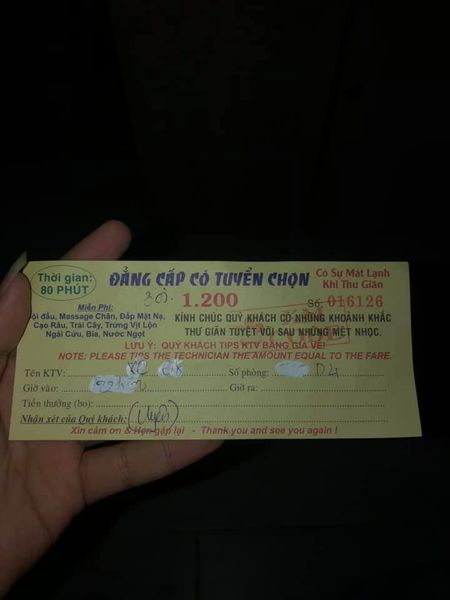 Thời gian:
80 PHÚT
ĐẲNG CẤP CÓ TUYỂN CHỌN
Có Sự Mát Lạnh
Khi Thư Giãn
1.200
Số: 016126
Miễn Phí:
ội đầu, Massage Chân, Đắp Mặt Nạ,
Cạo Râu, Trái Cây, Trứng Vịt Lộn
Ngải Cứu, Bia, Nước Ngọt
KÍNH CHÚC QUÝ KHÁCH CÓ NHỮNG KHOẢNH KHẮC
THƯ GIÃN TUYỆT VỜI SAU NHỮNG MỆT NHỌC.
LƯU Ý: QUÝ KHÁCH TIPS KTV BẰNG GIÁ VÉ!
NOTE: PLEASE TIPS THE TECHNICIAN THE AMOUNT EQUAL TO THE FARE.
Tên KTV: Số phòng: D4
Giờ vào: Giờ ra:
Tiền thưởng (bo):
Nhận xét của Quý khách:
Xin cảm ơn & Hẹn gặp lại - Thank you and see you again !